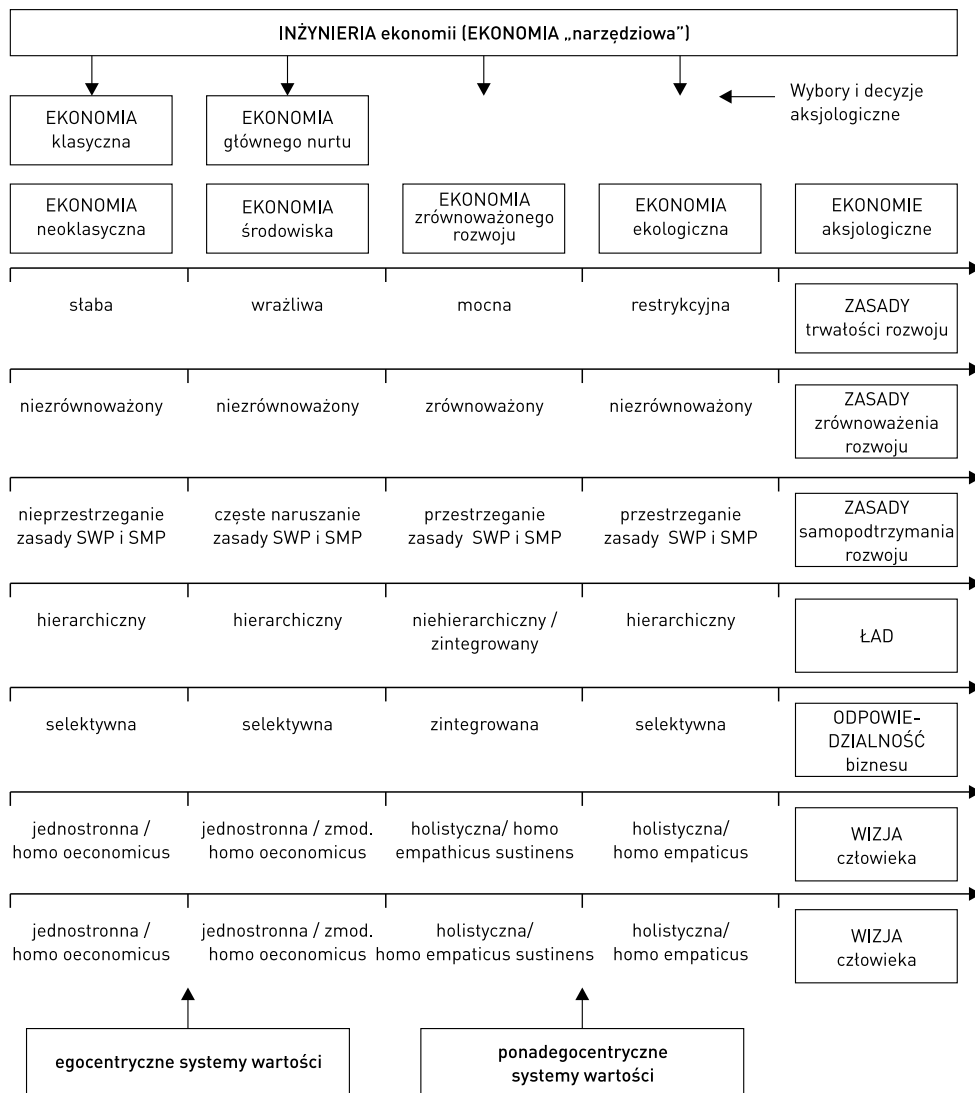 INŻYNIERIA ekonomii (EKONOMIA „narzędziowa”)
EKONOMIA
klasyczna
EKONOMIA
głównego nurtu
Wybory i decyzje
aksjologiczne
EKONOMIA
neoklasyczna
EKONOMIA
środowiska
EKONOMIA
zrównoważonego
rozwoju
EKONOMIA
ekologiczna
EKONOMIE
aksjologiczne
słaba
wrażliwa
mocna
restrykcyjna
ZASADY
trwałości rozwoju
niezrównoważony
niezrównoważony
zrównoważony
niezrównoważony
ZASADY
zrównoważenia
rozwoju
nieprzestrzeganie
zasady SWP i SMP
częste naruszanie
zasady SWP i SMP
przestrzeganie
zasady SWP i SMP
przestrzeganie
zasady SWP i SMP
ZASADY
samopodtrzymania
rozwoju
hierarchiczny
hierarchiczny
niehierarchiczny /
zintegrowany
hierarchiczny
ŁAD
selektywna
selektywna
zintegrowana
selektywna
ODPOWIE-
DZIALNOŚĆ
biznesu
jednostronna /
homo oeconomicus
jednostronna / zmod.
homo oeconomicus
holistyczna/ homo
empathicus sustinens
holistyczna/
homo empaticus
WIZJA
człowieka
jednostronna /
homo oeconomicus
jednostronna / zmod.
homo oeconomicus
holistyczna/
homo empaticus sustinens
holistyczna/
homo empaticus
WIZJA
człowieka
egocentryczne systemy wartości
ponadegocentryczne
systemy wartości